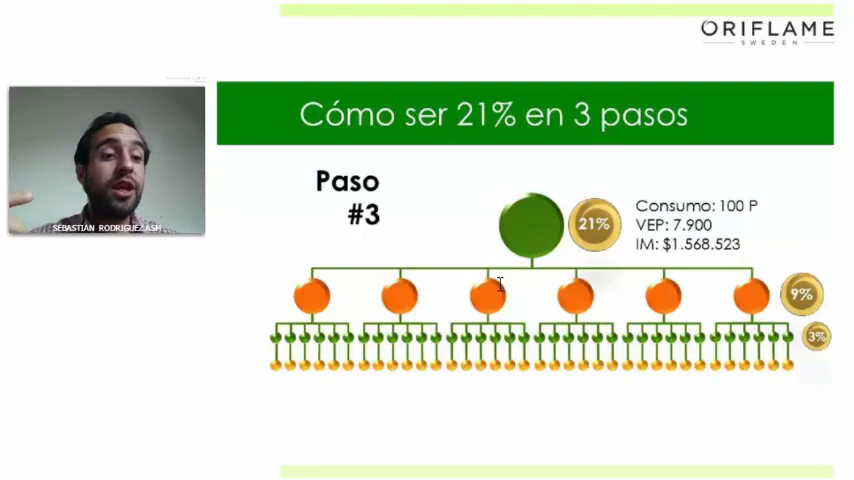 ORIFLAME
SWEDEN
Cómo ser 21% en 3 pasos
Paso
#3
21%
Consumo: 100 P
VEP: 7.900
IM: $1.568.523
9%
3%
SEBASTIÁN RODRIGUEZ ASM